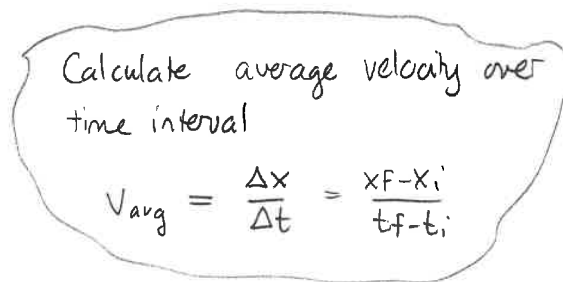 Calculate average velocity over
time interval
Vavg = Δx/Δt = xf-xi/tf-ti